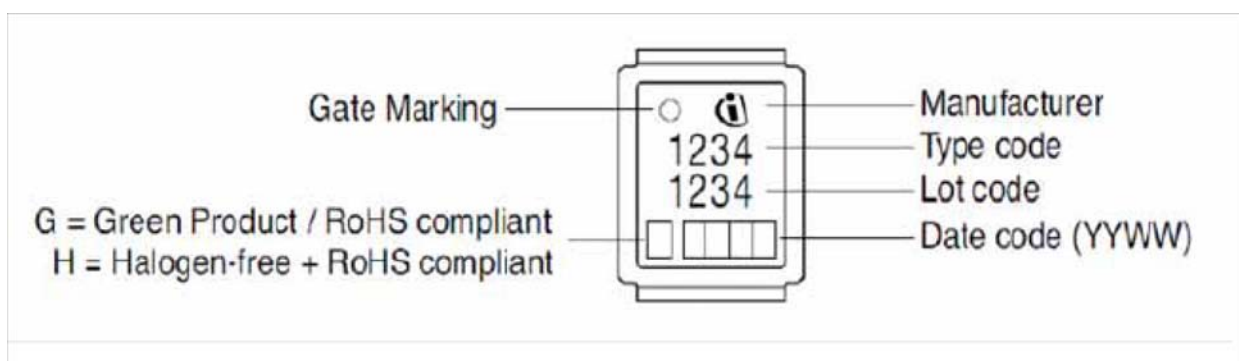 Gate Marking
Manufacturer
1234
Type code
1234
Lot code
G = Green Product / RoHS compliant
H = Halogen-free + RoHS compliant
Date code (YYWW)